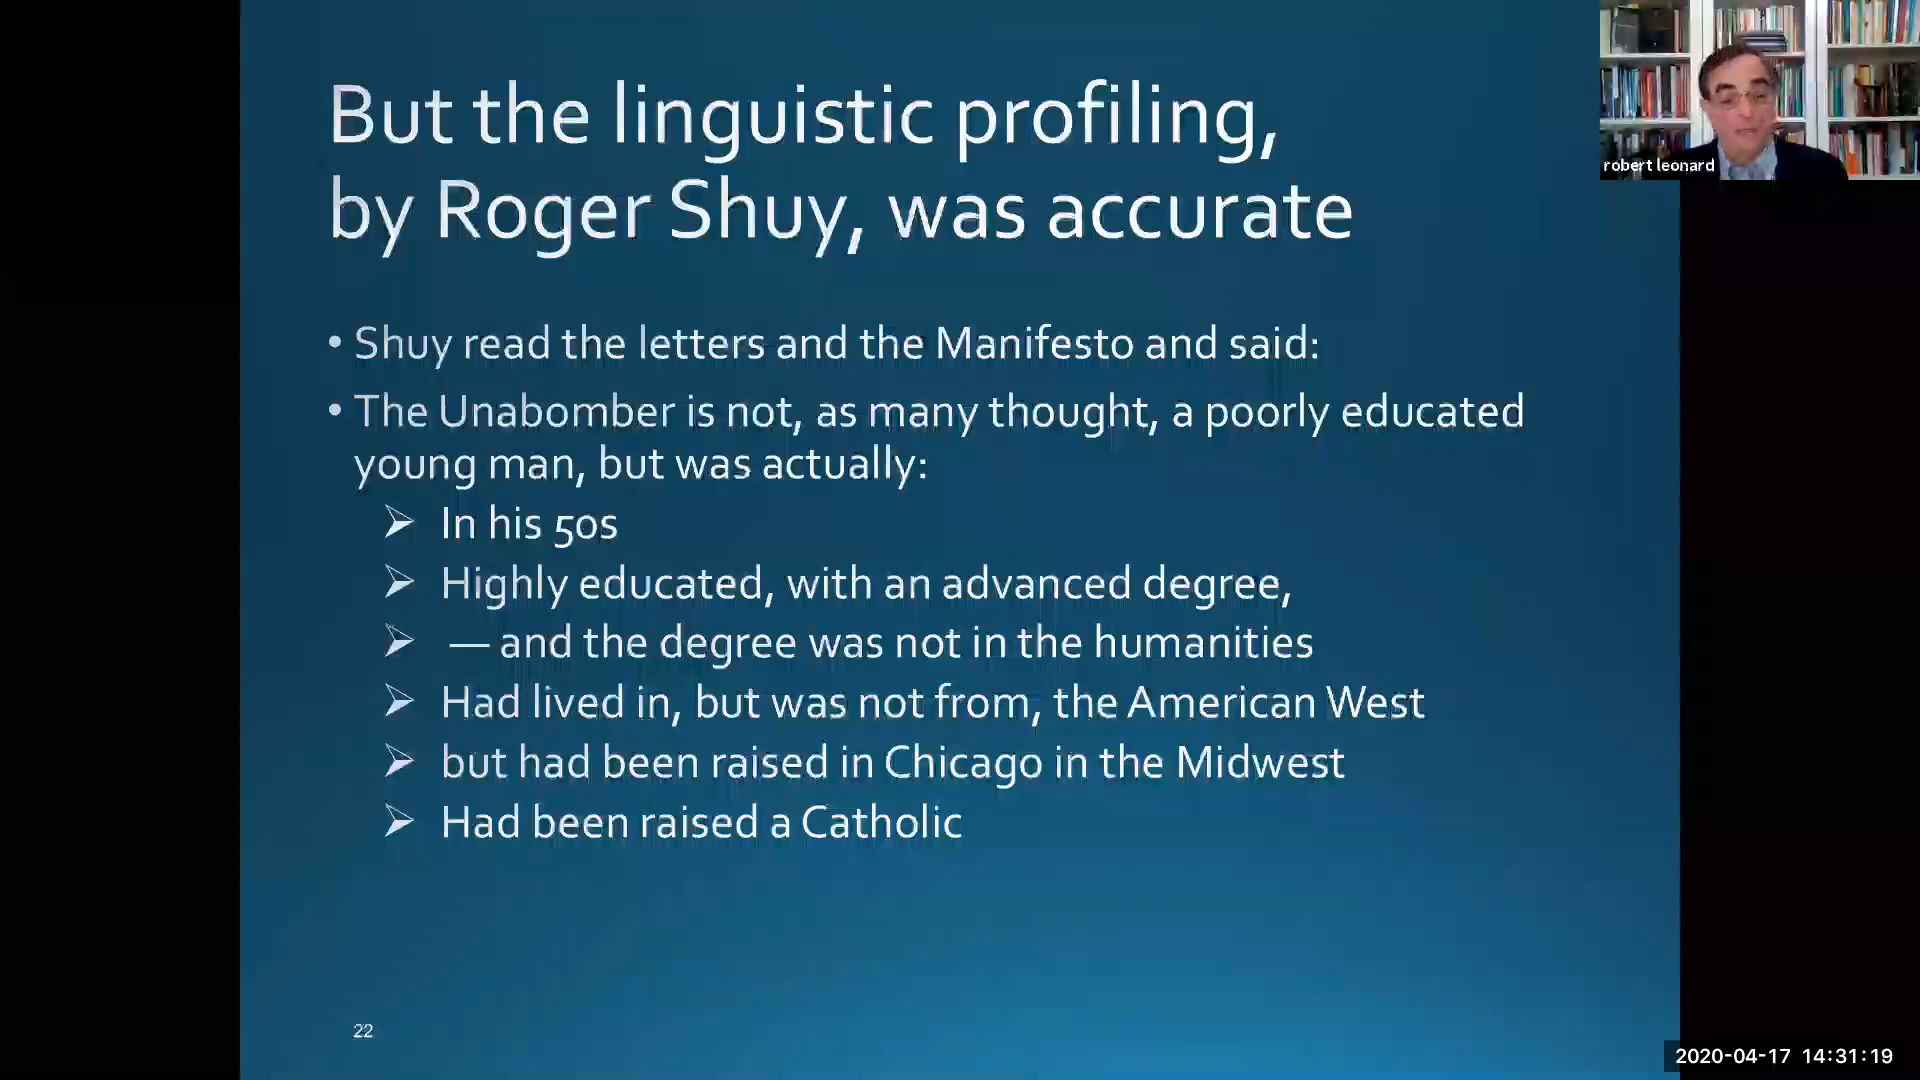 But the linguistic profiling,
by Roger Shuy, was accurate
robert leonard
• Shuy read the letters and the Manifesto and said:
• The Unabomber is not, as many thought, a poorly educated
young man, but was actually:
➢ In his 50s
➢ Highly educated, with an advanced degree,
➢ — and the degree was not in the humanities
➢ Had lived in, but was not from, the American West
➢ but had been raised in Chicago in the Midwest
➢ Had been raised a Catholic
22
2020-04-17 14:31:19